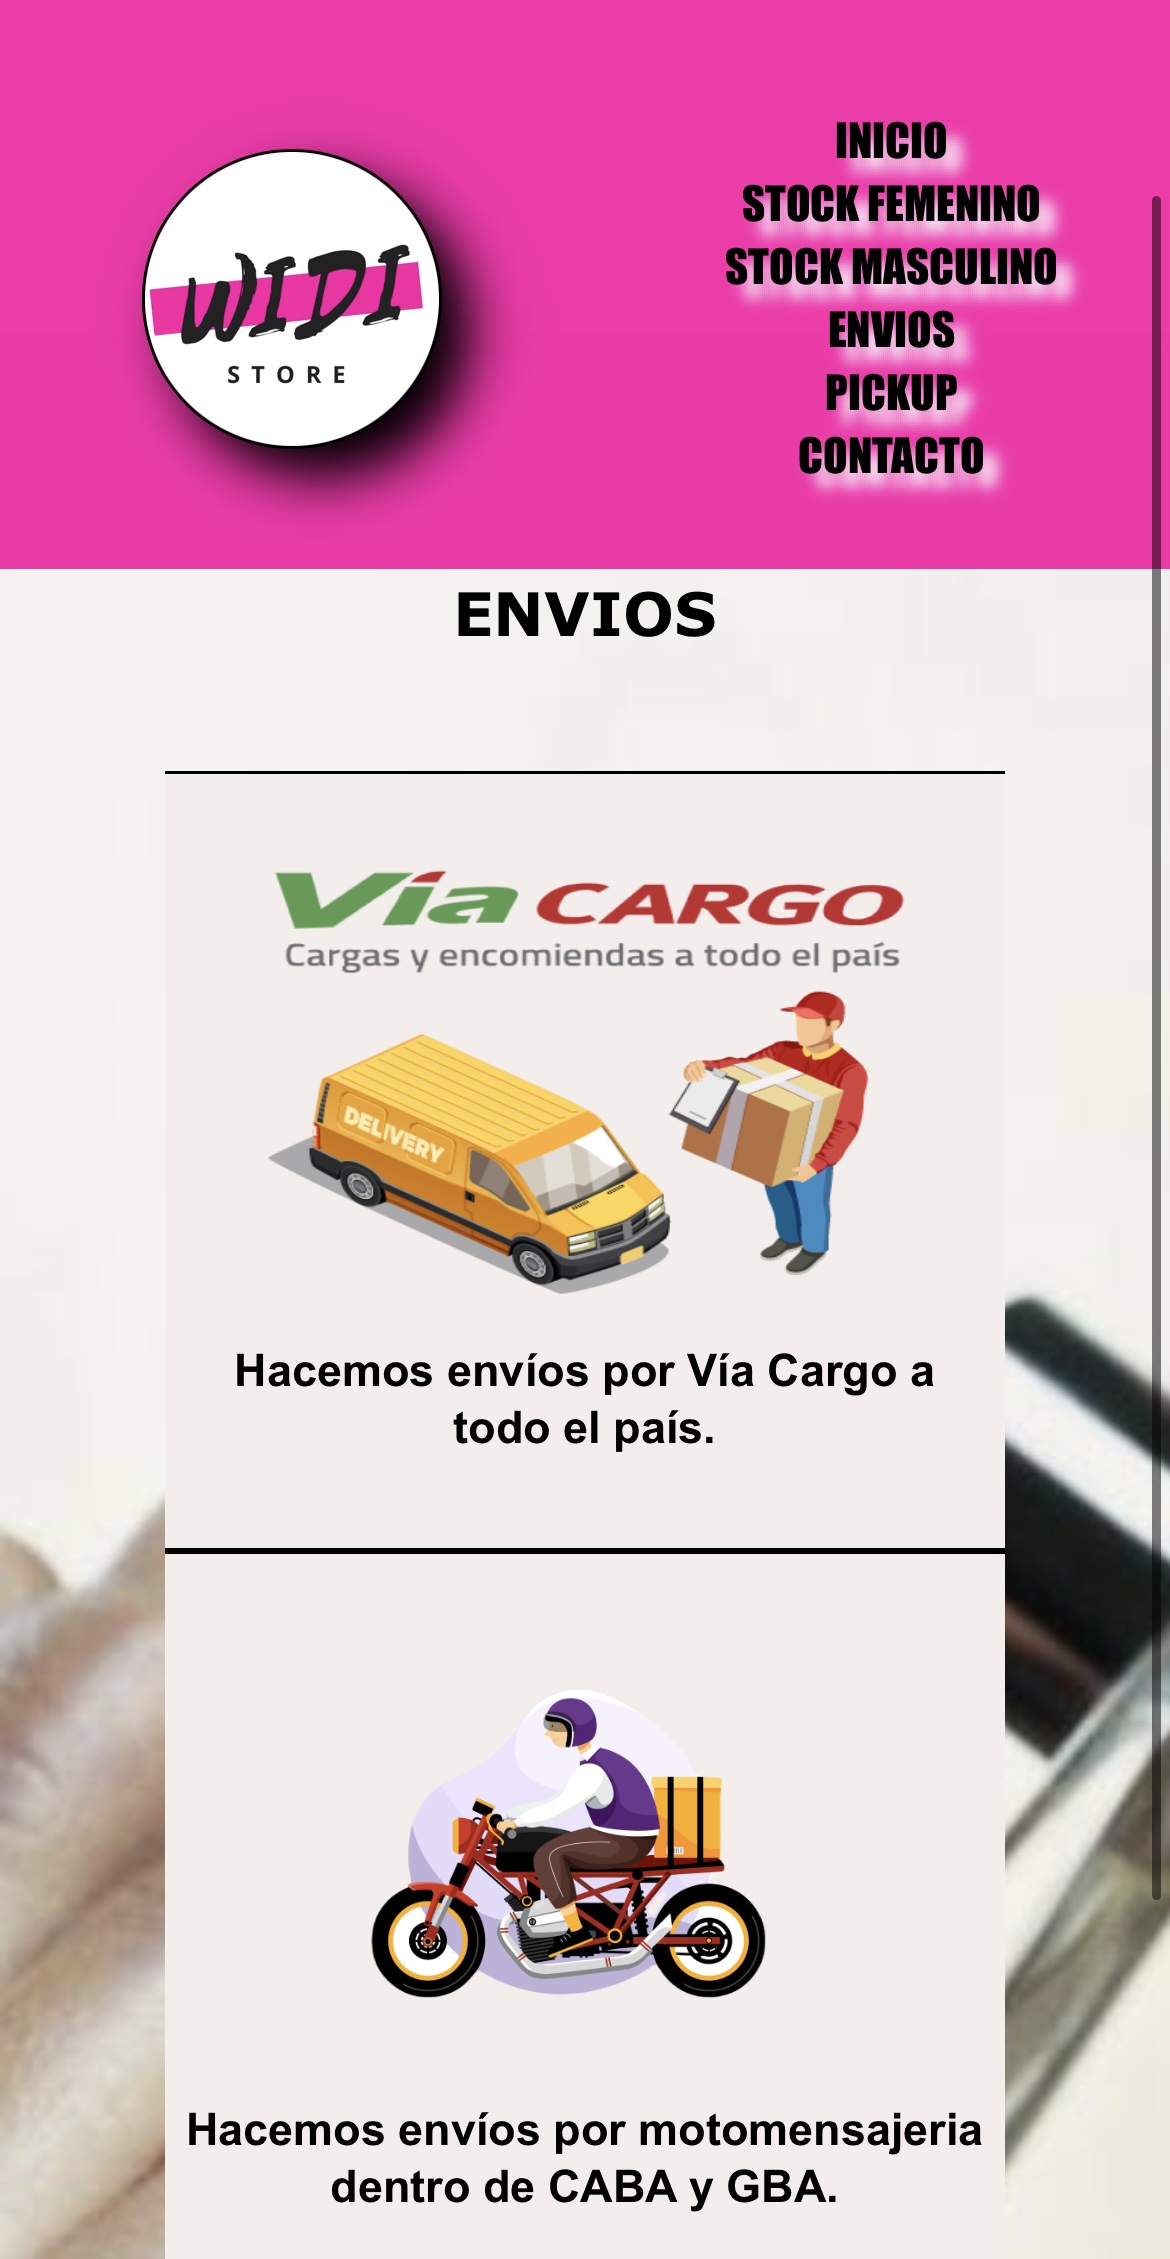 WIDI
STORE
INICIO
STOCK FEMENINO
STOCK MASCULINO
ENVIOS
PICKUP
CONTACTO
ENVIOS
Vía CARGO
Cargas y encomiendas a todo el país
DELIVERY
Hacemos envíos por Vía Cargo a
todo el país.
Hacemos envíos por motomensajeria
dentro de CABA y GBA.